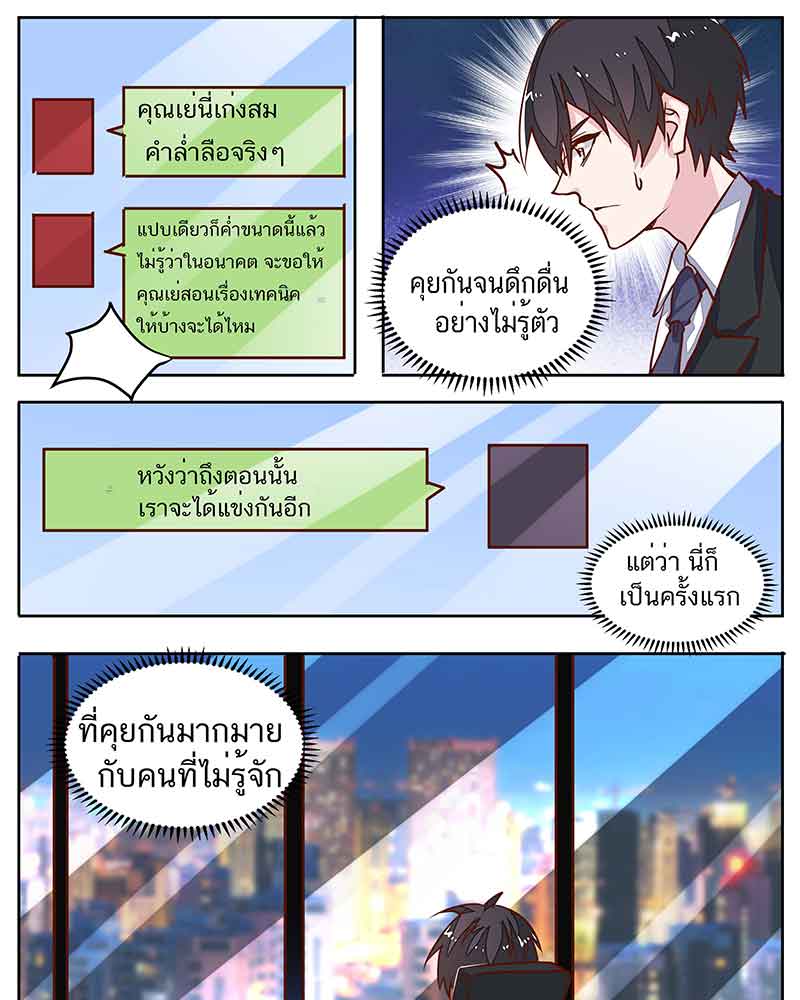 คุณเย่นี่เก่งสม
คำล่ำลือจริงๆ
แปบเดียวก็ค่ำขนาดนี้แล้ว
ไม่รู้ว่าในอนาคต จะขอให้
คุณเย่สอนเรื่องเทคนิค
ให้บ้างจะได้ไหม
คุยกันจนดึกดื่น
อย่างไม่รู้ตัว
หวังว่าถึงตอนนั้น
เราจะได้แข่งกันอีก
แต่ว่า นี่ก็
เป็นครั้งแรก
ที่คุยกันมากมาย
กับคนที่ไม่รู้จัก